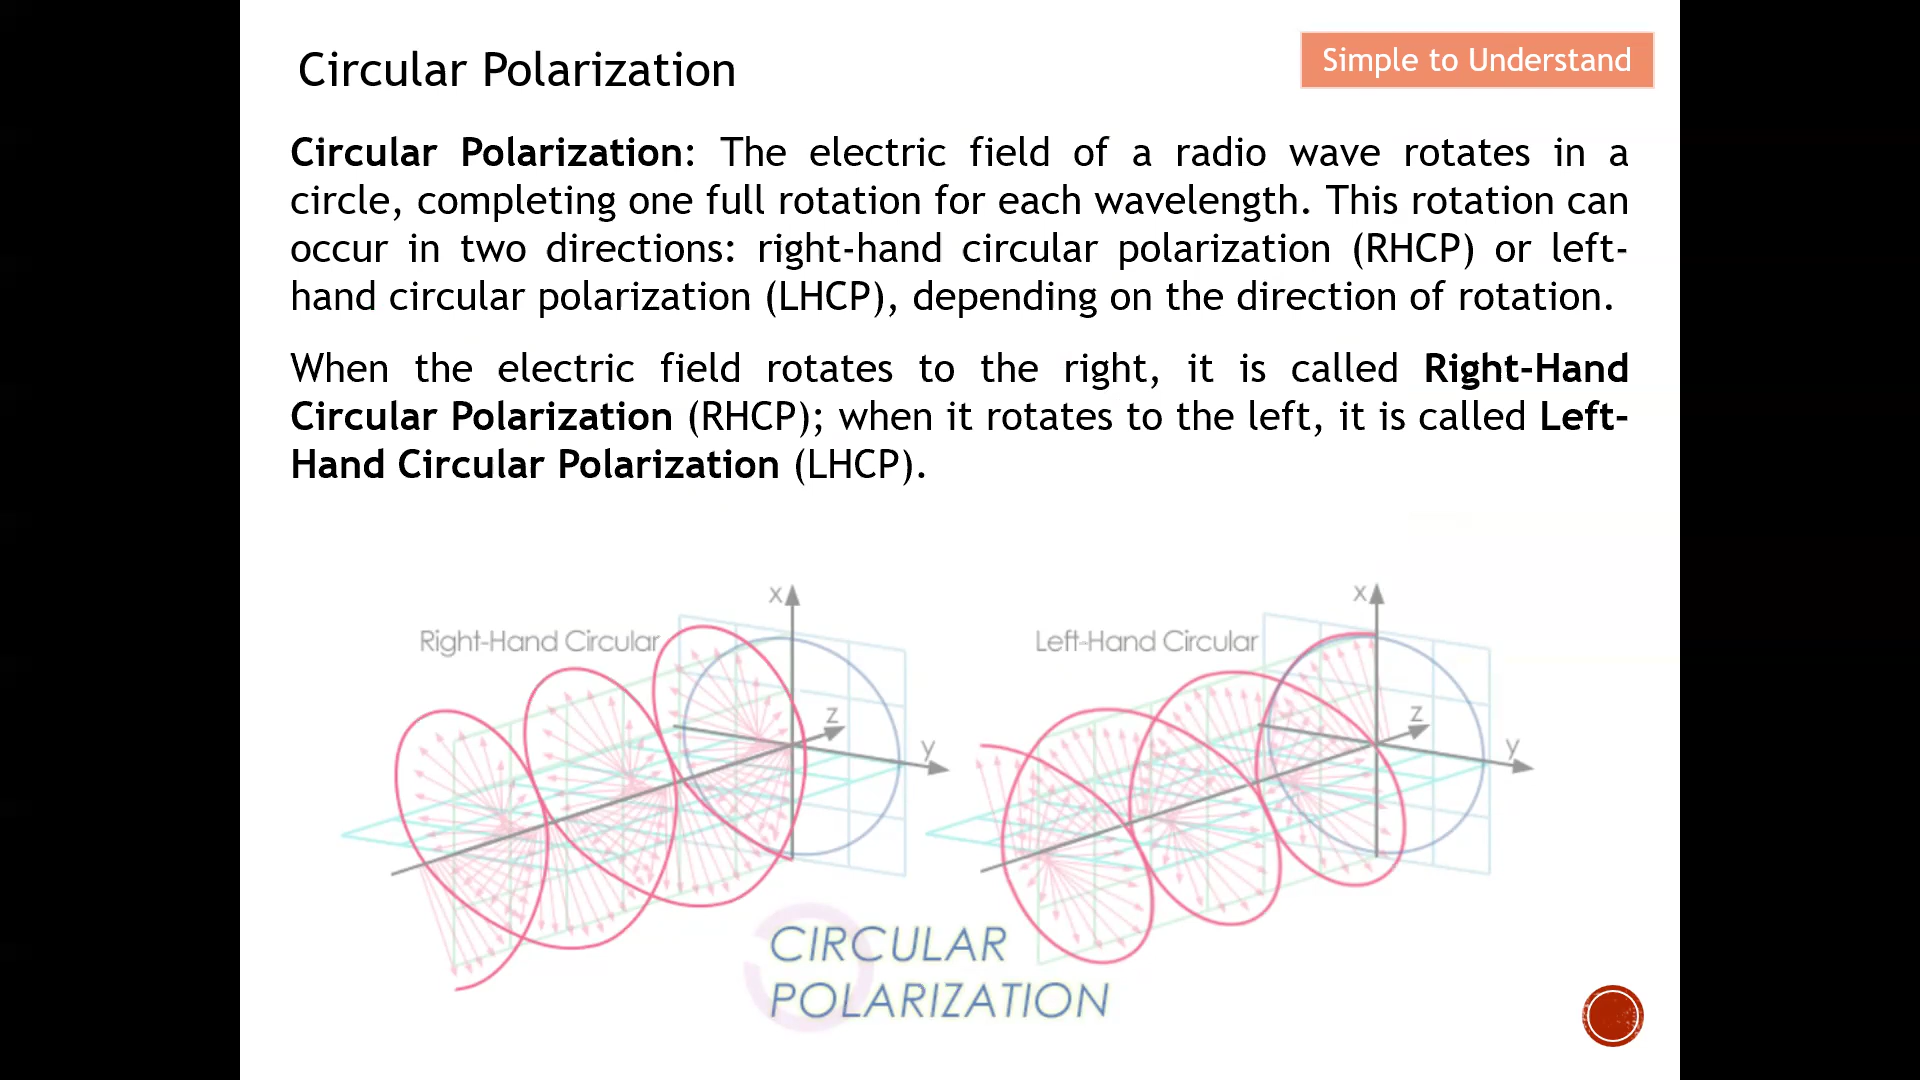 Circular Polarization
Simple to Understand
Circular Polarization: The electric field of a radio wave rotates in a
circle, completing one full rotation for each wavelength. This rotation can
occur in two directions: right-hand circular polarization (RHCP) or left-
hand circular polarization (LHCP), depending on the direction of rotation.
When the electric field rotates to the right, it is called Right-Hand
Circular Polarization (RHCP); when it rotates to the left, it is called Left-
Hand Circular Polarization (LHCP).
x
Right-Hand Circular
z
y
x
Left-Hand Circular
z
y
CIRCULAR
POLARIZATION